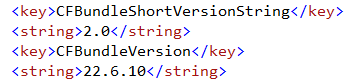 <key>CFBundleShortVersionString</key>
<string>2.0</string>
<key>CFBundleVersion</key>
<string>22.6.10</string>